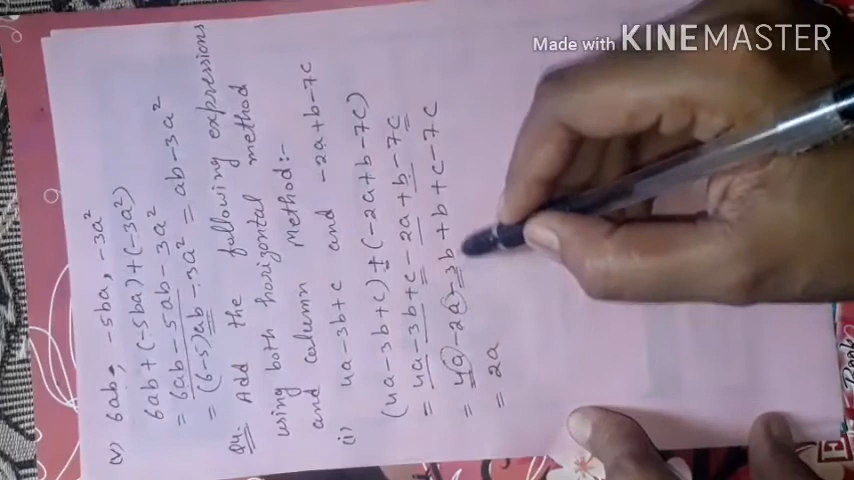 Made with KINEMASTER
(v) 6ab, -5ba, -3a²
6ab+(-5ba)+(-3a²)
= 6ab-5ab-3a²
= (6-5)ab-3a² = ab-3a²
Q4. Add the following expressions
using both horizontal method
and column Method:-
(i) 4a-3b+c and -2a+b-7c
(4a-3b+c)+(-2a+b-7c)
= 4a-3b+c-2a+b-7c
= 4a-2a-3b+b+c-7c
= 2a